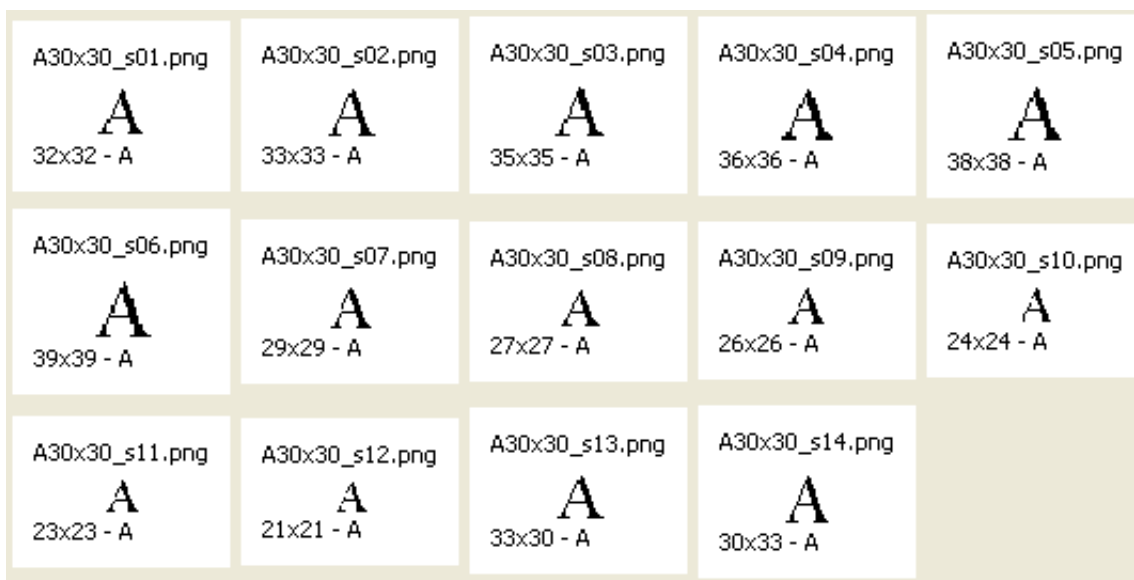 A30x30_s01.png
A
32x32 - A
A30x30_s02.png
A
33x33 - A
A30x30_s03.png
A
35x35 - A
A30x30_s04.png
A
36x36 - A
A30x30_s05.png
A
38x38 - A
A30x30_s06.png
A
39x39 - A
A30x30_s07.png
A
29x29 - A
A30x30_s08.png
A
27x27 - A
A30x30_s09.png
A
26x26 - A
A30x30_s10.png
A
24x24 - A
A30x30_s11.png
A
23x23 - A
A30x30_s12.png
A
21x21 - A
A30x30_s13.png
A
33x30 - A
A30x30_s14.png
A
30x33 - A